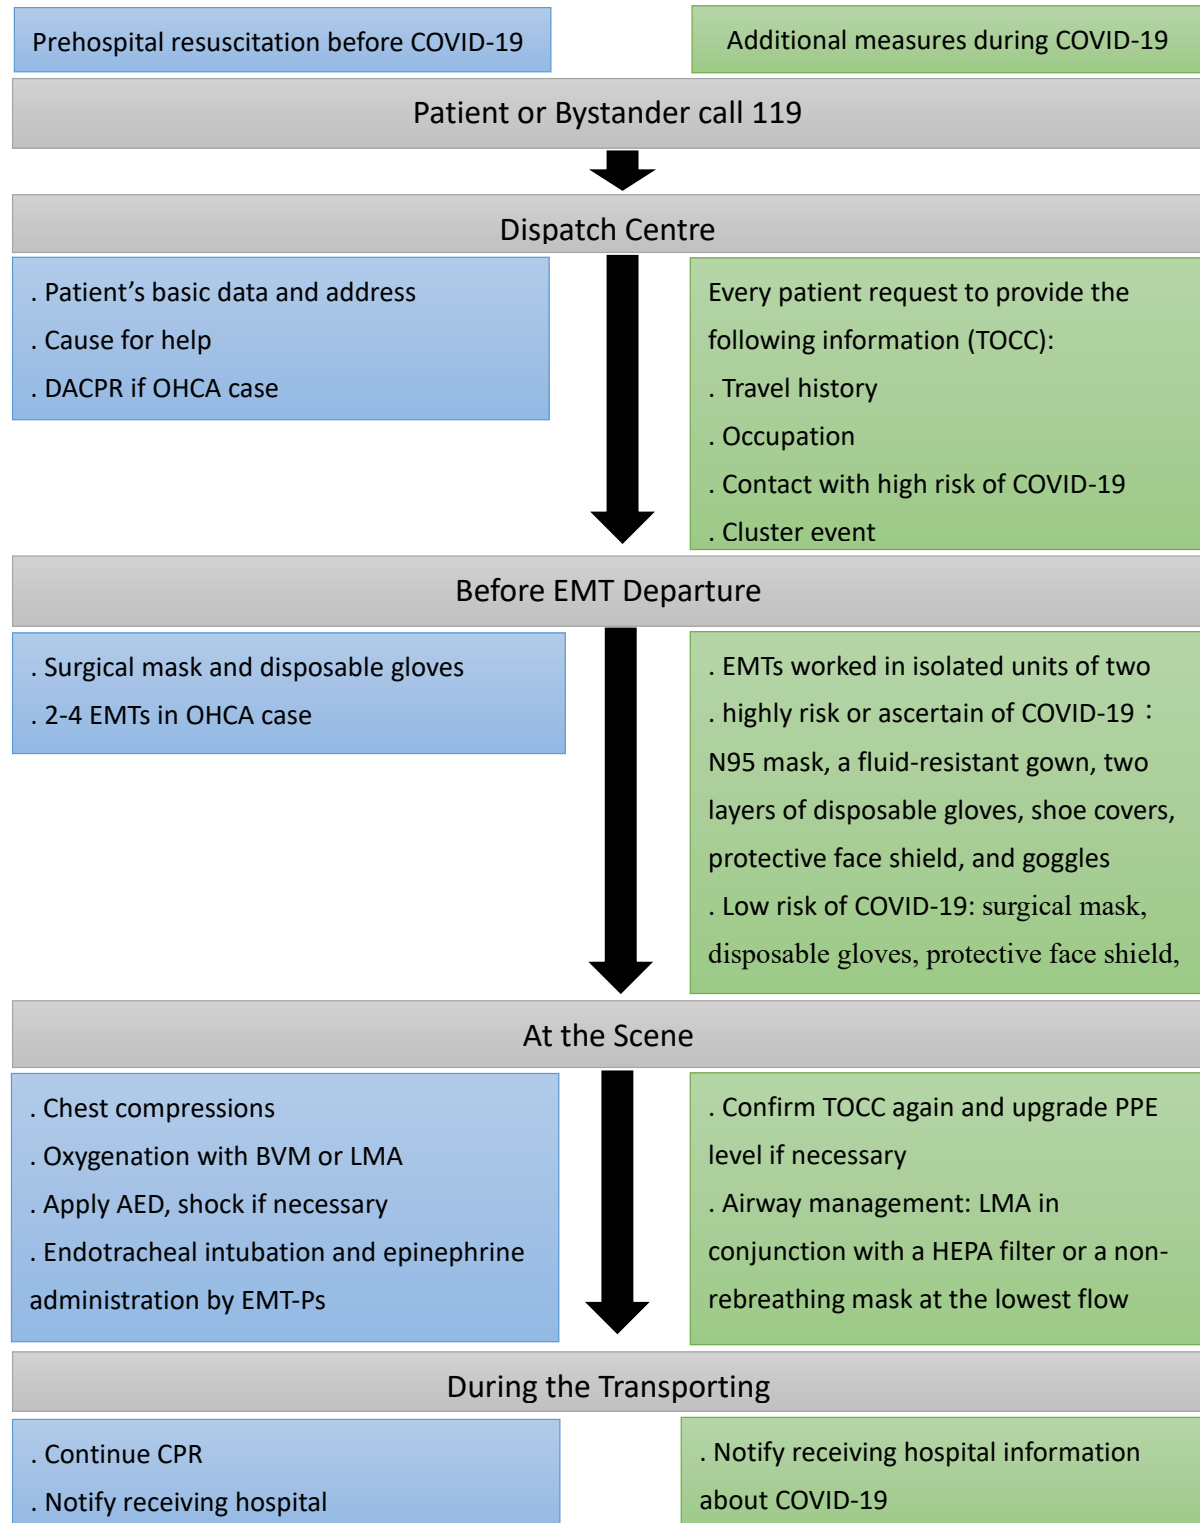 Prehospital resuscitation before COVID-19
Additional measures during COVID-19
Patient or Bystander call 119
Dispatch Centre
. Patient’s basic data and address
. Cause for help
. DACPR if OHCA case
Every patient request to provide the
following information (TOCC):
. Travel history
. Occupation
. Contact with high risk of COVID-19
. Cluster event
Before EMT Departure
. Surgical mask and disposable gloves
. 2-4 EMTs in OHCA case
. EMTs worked in isolated units of two
. highly risk or ascertain of COVID-19：
N95 mask, a fluid-resistant gown, two
layers of disposable gloves, shoe covers,
protective face shield, and goggles
. Low risk of COVID-19: surgical mask,
disposable gloves, protective face shield,
At the Scene
. Chest compressions
. Oxygenation with BVM or LMA
. Apply AED, shock if necessary
. Endotracheal intubation and epinephrine
administration by EMT-Ps
. Confirm TOCC again and upgrade PPE
level if necessary
. Airway management: LMA in
conjunction with a HEPA filter or a non-
rebreathing mask at the lowest flow
During the Transporting
. Continue CPR
. Notify receiving hospital
. Notify receiving hospital information
about COVID-19